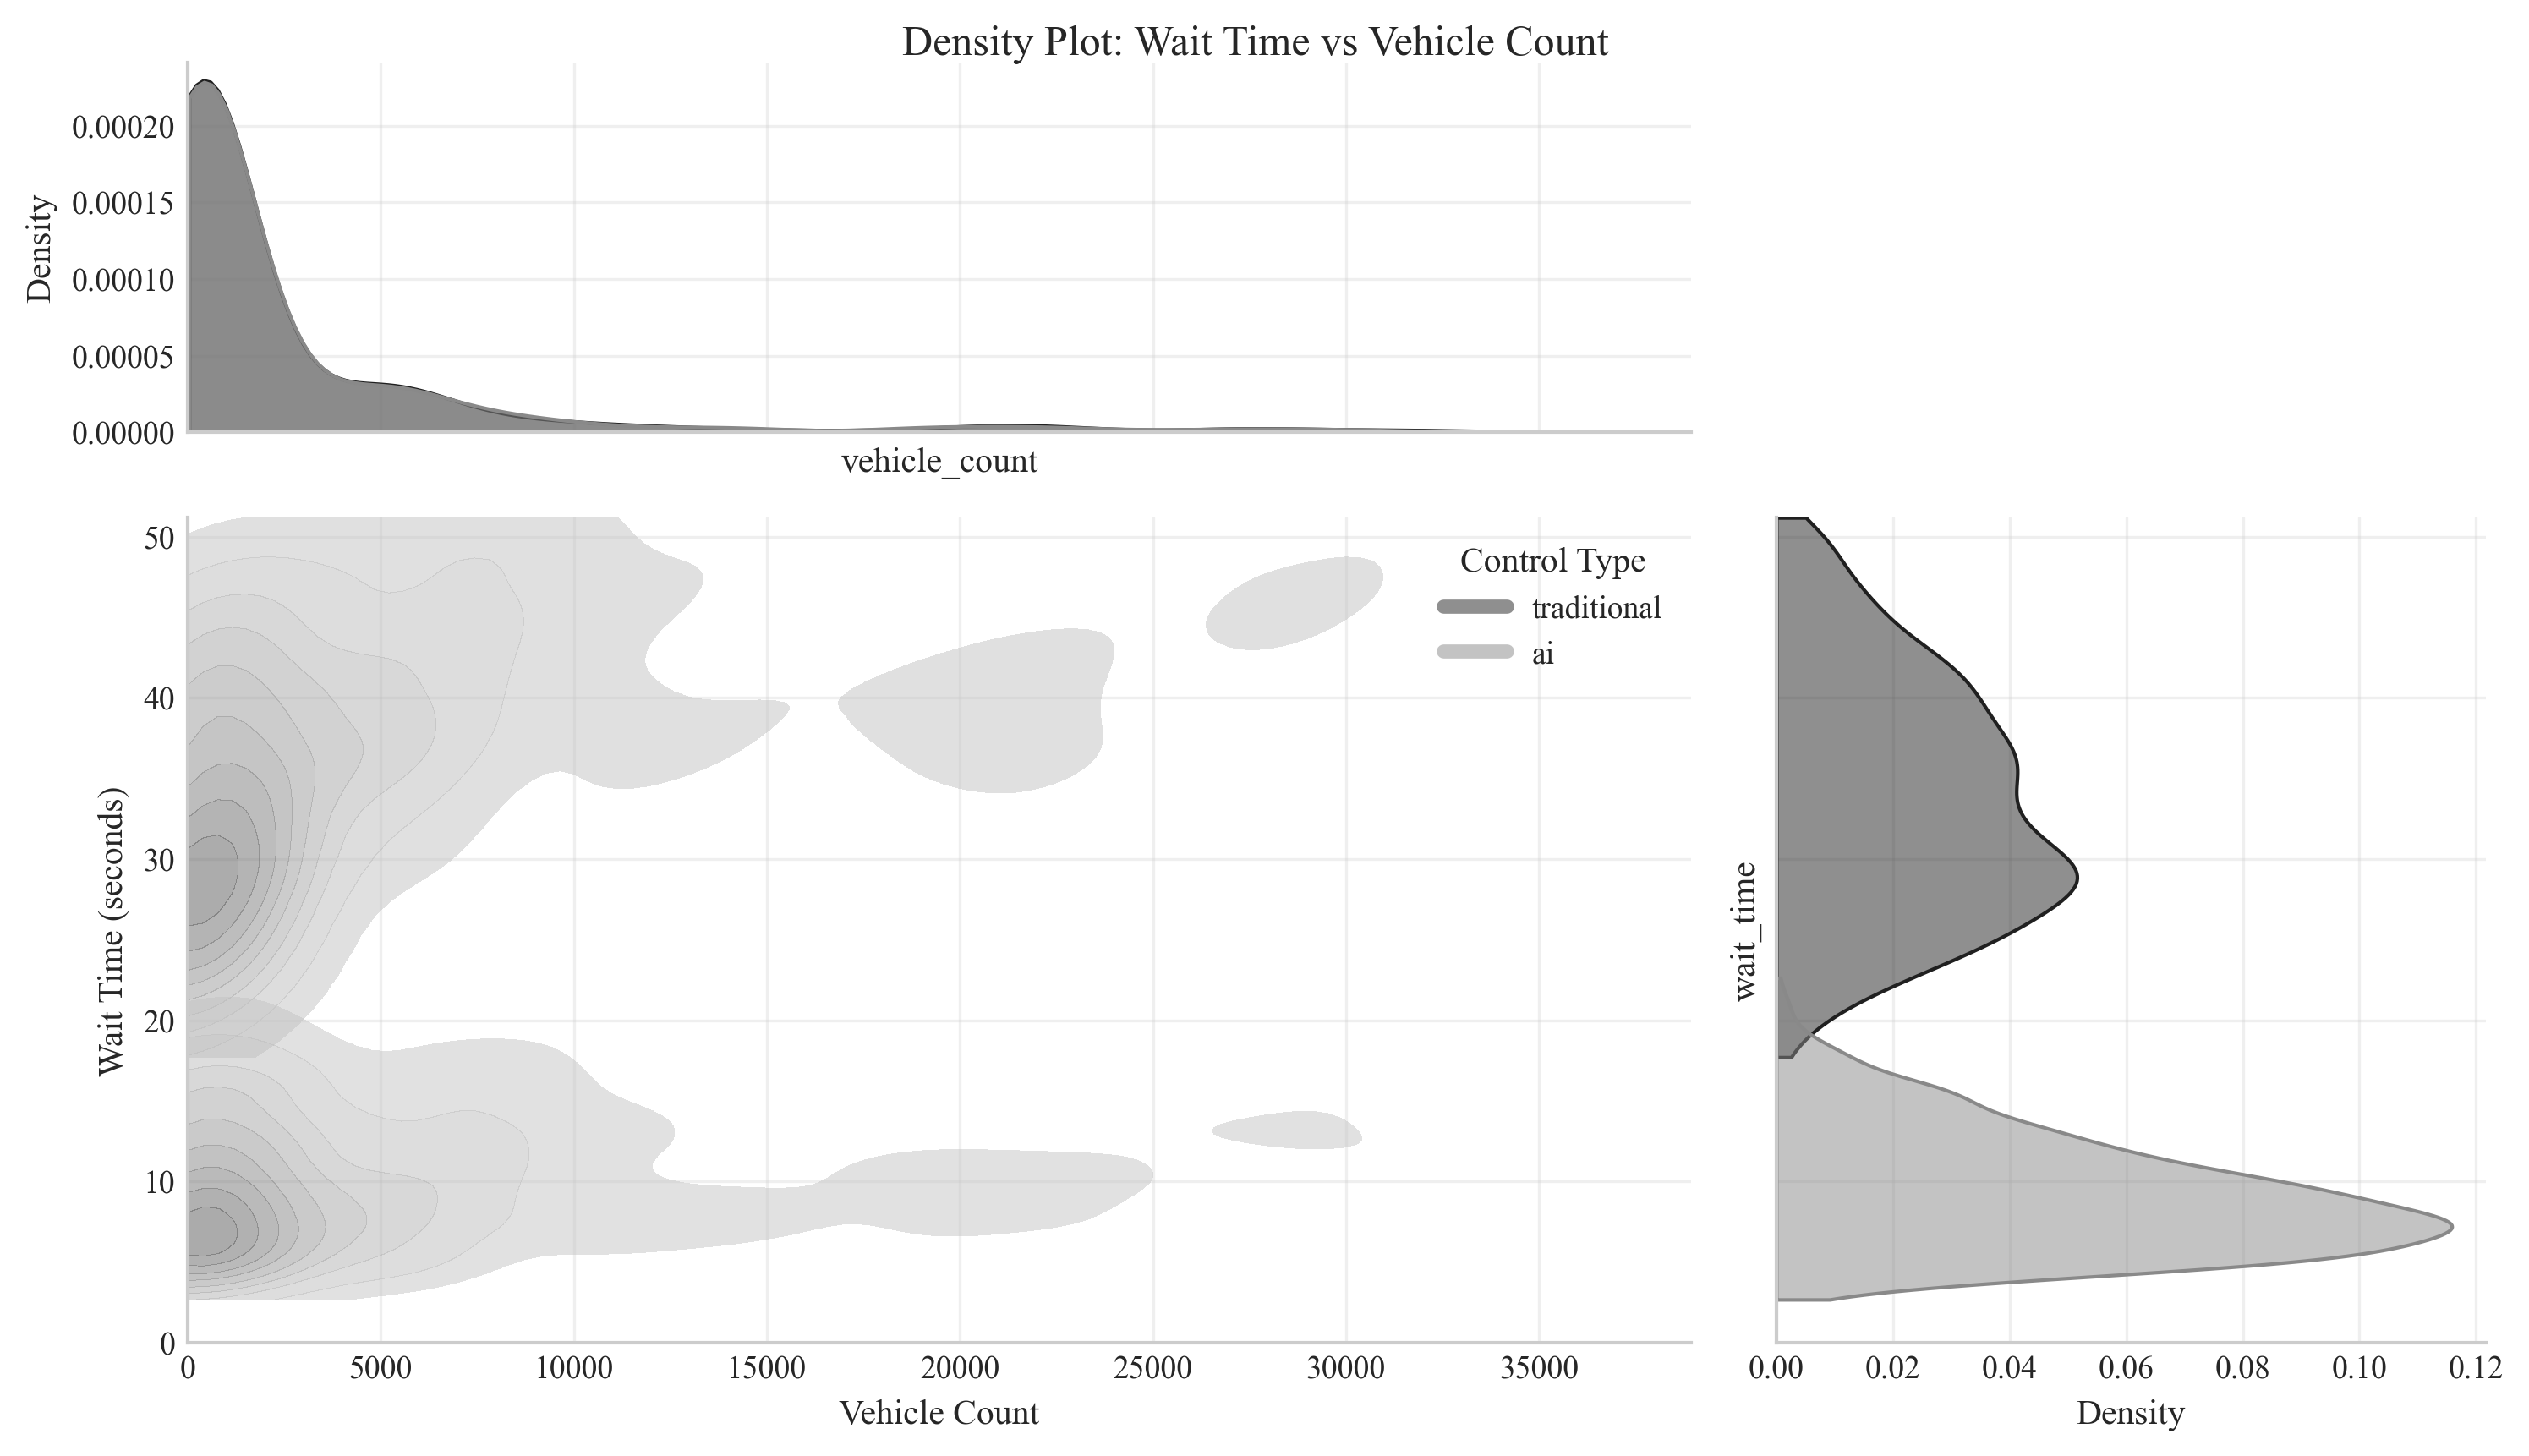 Density Plot: Wait Time vs Vehicle Count
Density
0.00020
0.00015
0.00010
0.00005
0.00000
vehicle_count
Wait Time (seconds)
50
40
30
20
10
0
0 5000 10000 15000 20000 25000 30000 35000
Vehicle Count
Control Type
traditional
ai
wait_time
0.00 0.02 0.04 0.06 0.08 0.10 0.12
Density